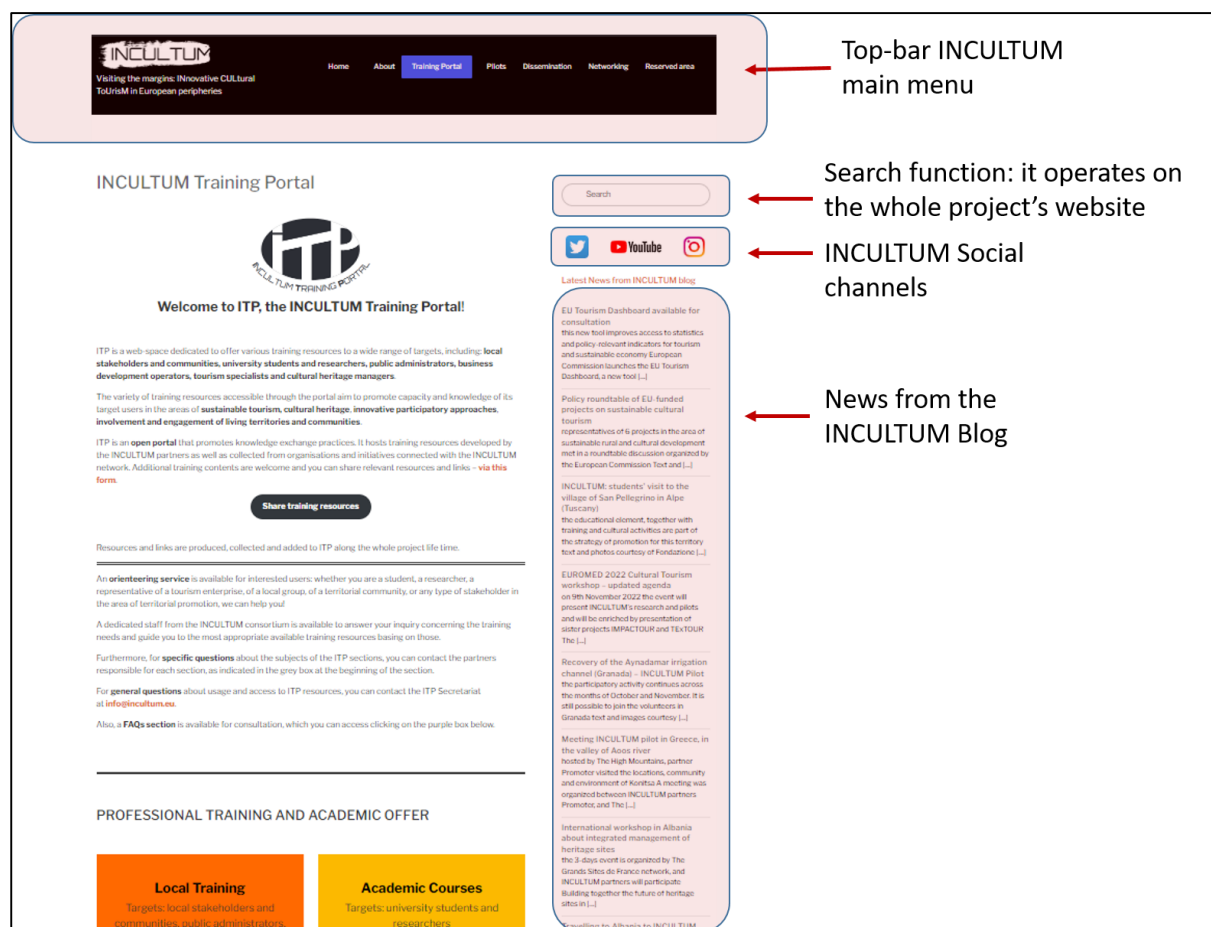 INCULTUM
Visiting the margins: INnovative CULtural
ToUrisM in European peripheries
Home About Training Portal Pilots Dissemination Networking Reserved area
Top-bar INCULTUM
main menu
INCULTUM Training Portal
iTP
INCULTUM TRAINING PORTAL
Welcome to ITP, the INCULTUM Training Portal!
ITP is a web-space dedicated to offer various training resources to a wide range of targets, including: local
stakeholders and communities, university students and researchers, public administrators, business
development operators, tourism specialists and cultural heritage managers.
The variety of training resources accessible through the portal aim to promote capacity and knowledge of its
target users in the areas of sustainable tourism, cultural heritage, innovative participatory approaches,
involvement and engagement of living territories and communities.
ITP is an open portal that promotes knowledge exchange practices. It hosts training resources developed by
the INCULTUM partners as well as collected from organisations and initiatives connected with the INCULTUM
network. Additional training contents are welcome and you can share relevant resources and links – via this
form.
Share training resources
Resources and links are produced, collected and added to ITP along the whole project life time.
An orienteering service is available for interested users: whether you are a student, a researcher, a
representative of a tourism enterprise, of a local group, of a territorial community, or any type of stakeholder in
the area of territorial promotion, we can help you!
A dedicated staff from the INCULTUM consortium is available to answer your inquiry concerning the training
needs and guide you to the most appropriate available training resources basing on those.
Furthermore, for specific questions about the subjects of the ITP sections, you can contact the partners
responsible for each section, as indicated in the grey box at the beginning of the section.
For general questions about usage and access to ITP resources, you can contact the ITP Secretariat
at info@incultum.eu.
Also, a FAQs section is available for consultation, which you can access clicking on the purple box below.
PROFESSIONAL TRAINING AND ACADEMIC OFFER
Local Training
Targets: local stakeholders and
communities, public administrators,
Academic Courses
Targets: university students and
researchers
Search
Search function: it operates on
the whole project's website
YouTube
INCULTUM Social
channels
Latest News from INCULTUM blog
EU Tourism Dashboard available for
consultation
this new tool improves access to statistics
and policy-relevant indicators for tourism
and sustainable economy European
Commission launches the EU Tourism
Dashboard, a new tool [...]
Policy roundtable of EU-funded
projects on sustainable cultural
tourism
representatives of 6 projects in the area of
sustainable rural and cultural development
met in a roundtable discussion organized by
the European Commission Text and [...]
INCULTUM: students' visit to the
village of San Pellegrino in Alpe
(Tuscany)
the educational element, together with
training and cultural activities are part of
the strategy of promotion for this territory
text and photos courtesy of Fondazione [...]
EUROMED 2022 Cultural Tourism
workshop – updated agenda
on 9th November 2022 the event will
present INCULTUM's research and pilots
and will be enriched by presentation of
sister projects IMPACTOUR and TExTOUR
The [...]
Recovery of the Aynadamar irrigation
channel (Granada) – INCULTUM Pilot
the participatory activity continues across
the months of October and November. It is
still possible to join the volunteers in
Granada text and images courtesy [...]
Meeting INCULTUM pilot in Greece, in
the valley of Aoos river
hosted by The High Mountains, partner
Promoter visited the locations, community
and environment of Konitsa A meeting was
organized between INCULTUM partners
Promoter, and The [...]
International workshop in Albania
about integrated management of
heritage sites
the 3-days event is organized by The
Grands Sites de France network, and
INCULTUM partners will participate
Building together the future of heritage
sites in [...]
Travelling to Albania to INCULTUM
News from the
INCULTUM Blog